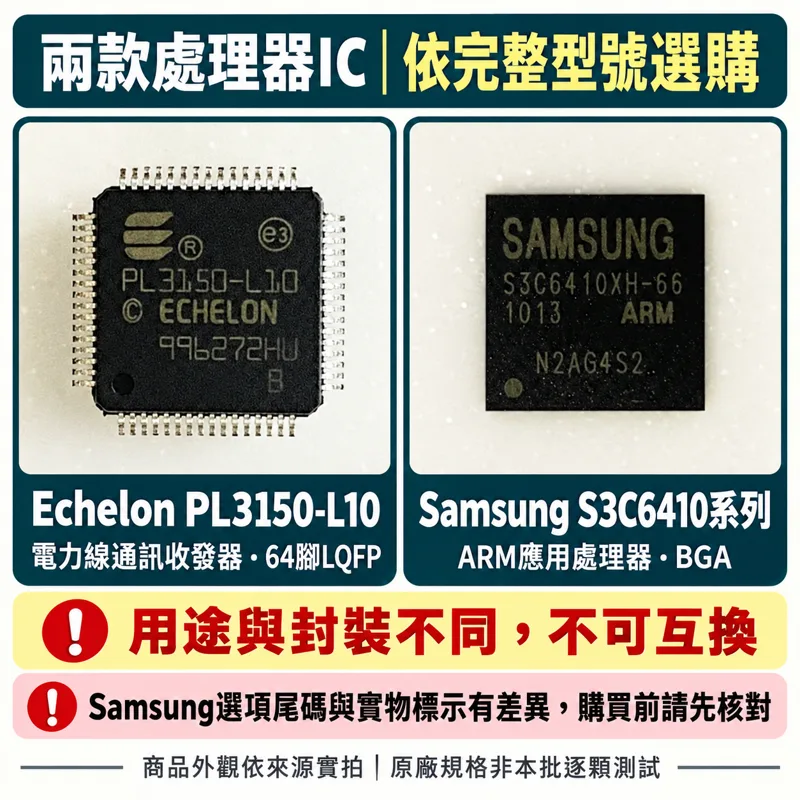 兩款處理器IC｜依完整型號選購
®
e3
PL3150-L10
© ECHELON
996272HU
B
SAMSUNG
S3C6410XH-66
1013 ARM
N2AG4S2
Echelon PL3150-L10
電力線通訊收發器・64腳LQFP
Samsung S3C6410系列
ARM應用處理器・BGA
! 用途與封裝不同，不可互換
! Samsung選項尾碼與實物標示有差異，購買前請先核對
商品外觀依來源實拍｜原廠規格非本批逐顆測試